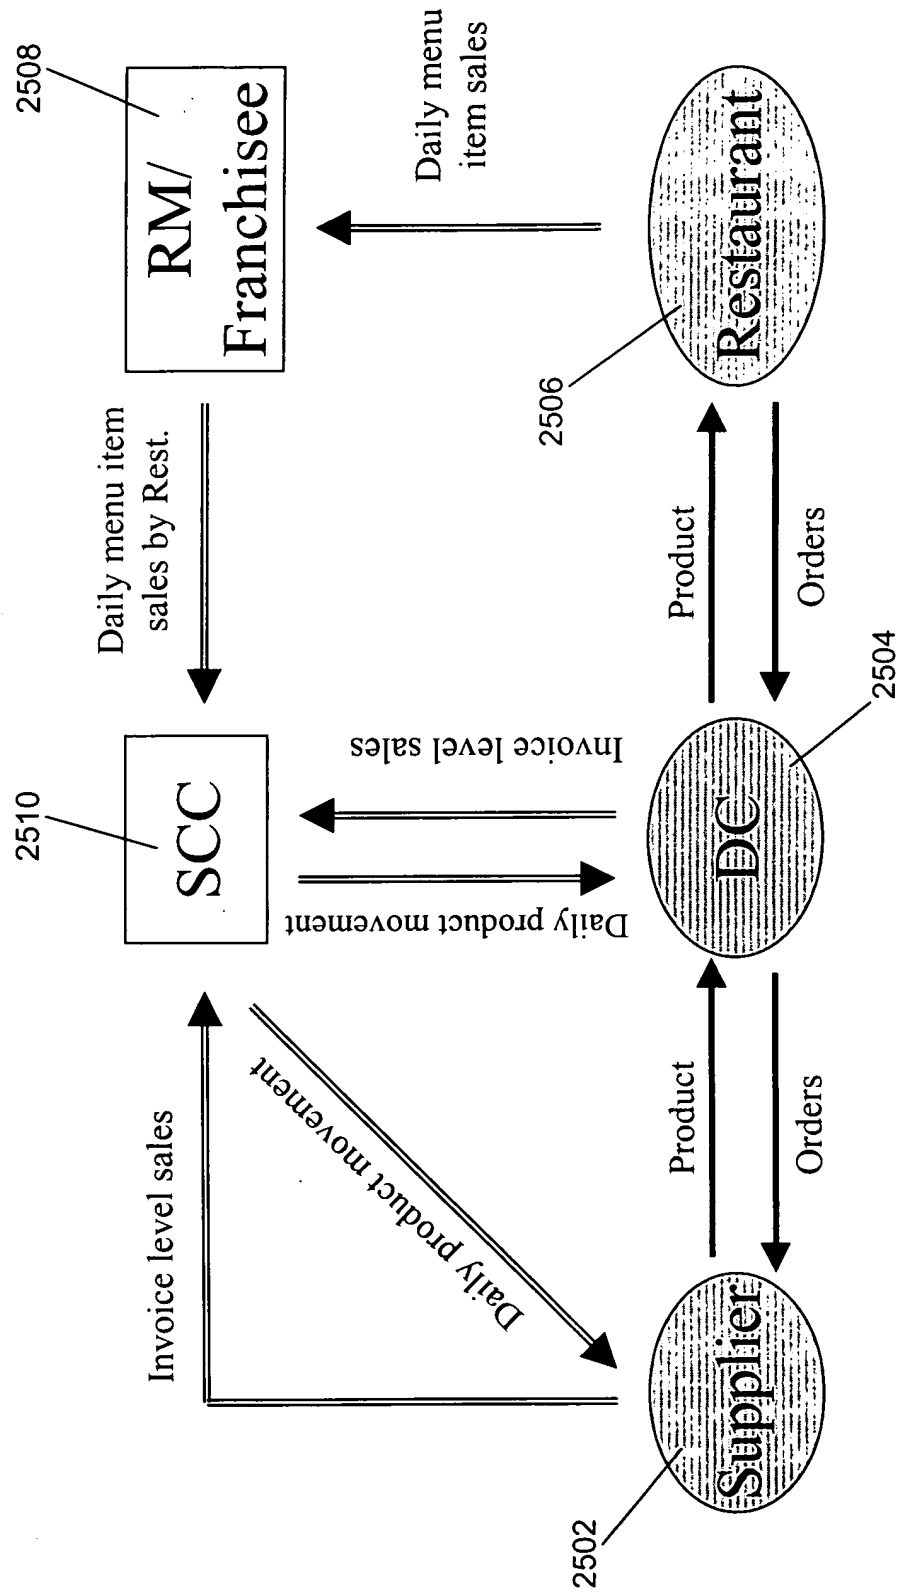 2510
2508
SCC
RM/
Franchisee
Daily menu item
sales by Rest.
Daily menu
item sales
Invoice level sales
Daily product movement
Daily product movement
Invoice level sales
2502
Supplier
Product
Orders
DC
2504
Product
Orders
2506
Restaurant